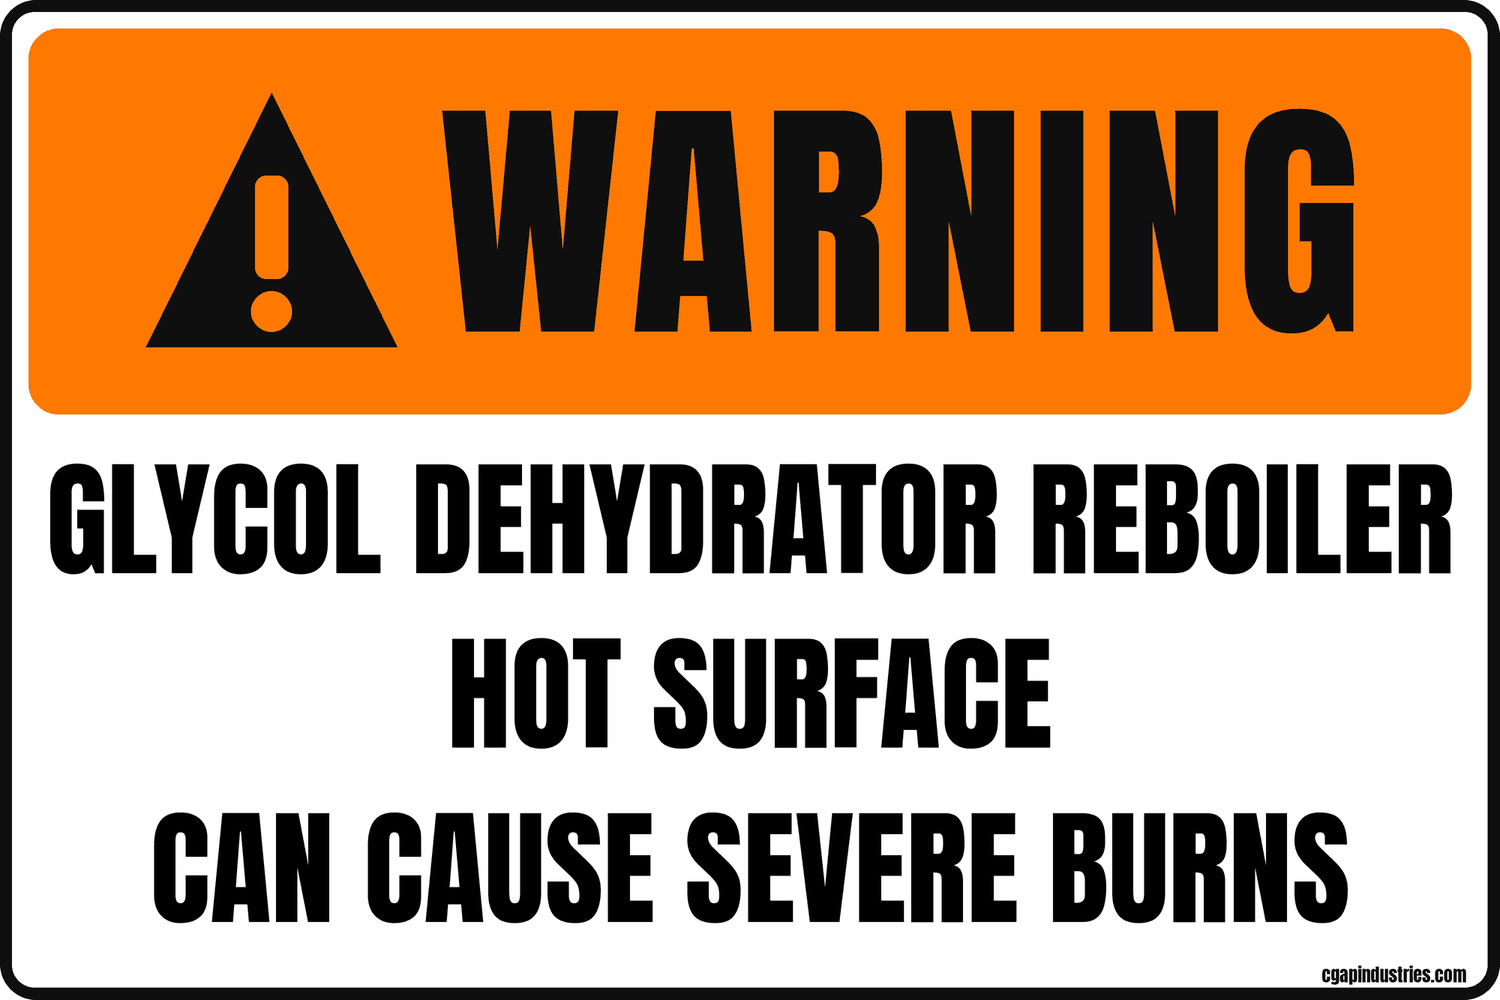 WARNING
GLYCOL DEHYDRATOR REBOILER
HOT SURFACE
CAN CAUSE SEVERE BURNS
cgapindustries.com